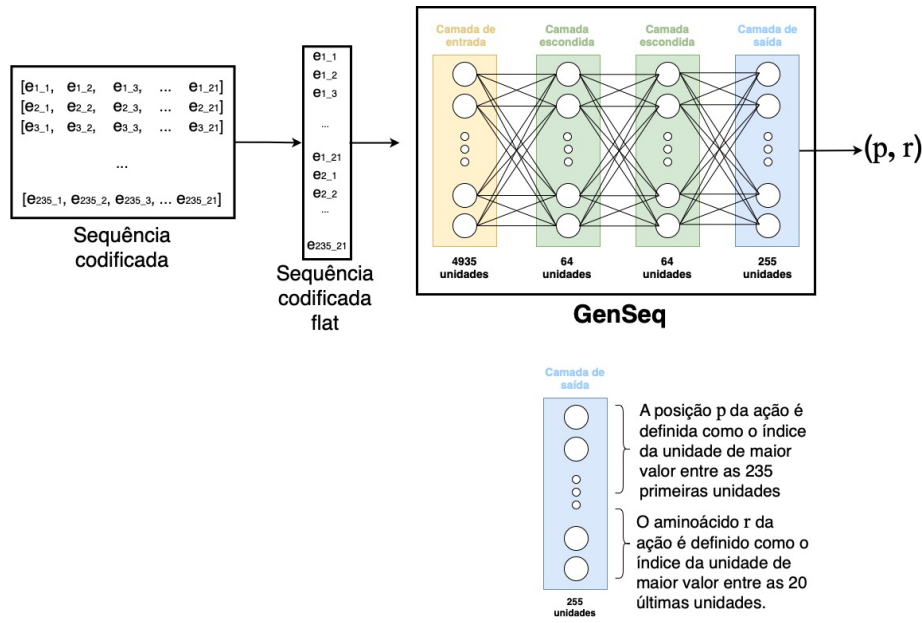 [e1_1, e1_2, e1_3, ... e1_21]
[e2_1, e2_2, e2_3, ... e2_21]
[e3_1, e3_2, e3_3, ... e3_21]
...
[e235_1, e235_2, e235_3, ... e235_21]
Sequência
codificada
e1_1
e1_2
e1_3
...
e1_21
e2_1
e2_2
...
e235_21
Sequência
codificada
flat
Camada de
entrada
Camada
escondida
Camada
escondida
Camada de
saída
4935
unidades
64
unidades
64
unidades
255
unidades
GenSeq
(p, r)
Camada de
saída
A posição p da ação é
definida como o índice
da unidade de maior
valor entre as 235
primeiras unidades
O aminoácido r da
ação é definido como o
índice da unidade de
maior valor entre as 20
últimas unidades.
255
unidades